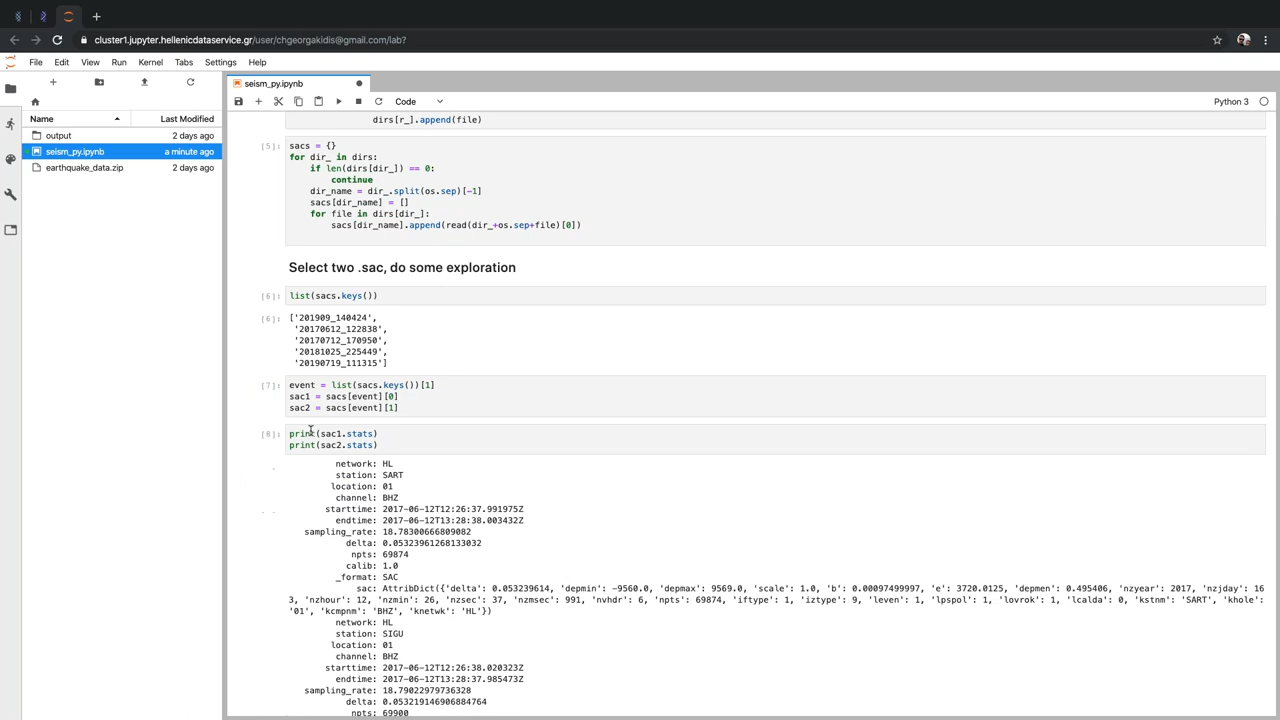 cluster1.jupyter.hellenicdataservice.gr/user/chgeorgakidis@gmail.com/lab?
File Edit View Run Kernel Tabs Settings Help
seism_py.ipynb
Code
Python 3
Name Last Modified
output 2 days ago
seism_py.ipynb a minute ago
earthquake_data.zip 2 days ago
dirs[r_].append(file)
[5]: sacs = {}
for dir_ in dirs:
if len(dirs[dir_]) == 0:
continue
dir_name = dir_.split(os.sep)[-1]
sacs[dir_name] = []
for file in dirs[dir_]:
sacs[dir_name].append(read(dir_+os.sep+file)[0])
Select two .sac, do some exploration
[6]: list(sacs.keys())
[6]: ['201909_140424',
'20170612_122838',
'20170712_170950',
'20181025_225449',
'20190719_111315']
[7]: event = list(sacs.keys())[1]
sac1 = sacs[event][0]
sac2 = sacs[event][1]
[8]: print(sac1.stats)
print(sac2.stats)
network: HL
station: SART
location: 01
channel: BHZ
starttime: 2017-06-12T12:26:37.991975Z
endtime: 2017-06-12T13:28:38.003432Z
sampling_rate: 18.78300666809082
delta: 0.05323961268133032
npts: 69874
calib: 1.0
_format: SAC
sac: AttribDict({'delta': 0.053239614, 'depmin': -9560.0, 'depmax': 9569.0, 'scale': 1.0, 'b': 0.00097499997, 'e': 3720.0125, 'depmen': 0.495406, 'nzyear': 2017, 'nzjday': 16
3, 'nzhour': 12, 'nzmin': 26, 'nzsec': 37, 'nzmsec': 991, 'nvhdr': 6, 'npts': 69874, 'iftype': 1, 'iztype': 9, 'leven': 1, 'lpspol': 1, 'lovrok': 1, 'lcalda': 0, 'kstnm': 'SART', 'khole':
'01', 'kcmpnm': 'BHZ', 'knetwk': 'HL'})
network: HL
station: SIGU
location: 01
channel: BHZ
starttime: 2017-06-12T12:26:38.020323Z
endtime: 2017-06-12T13:28:37.985473Z
sampling_rate: 18.79022979736328
delta: 0.053219146906884764
npts: 69900